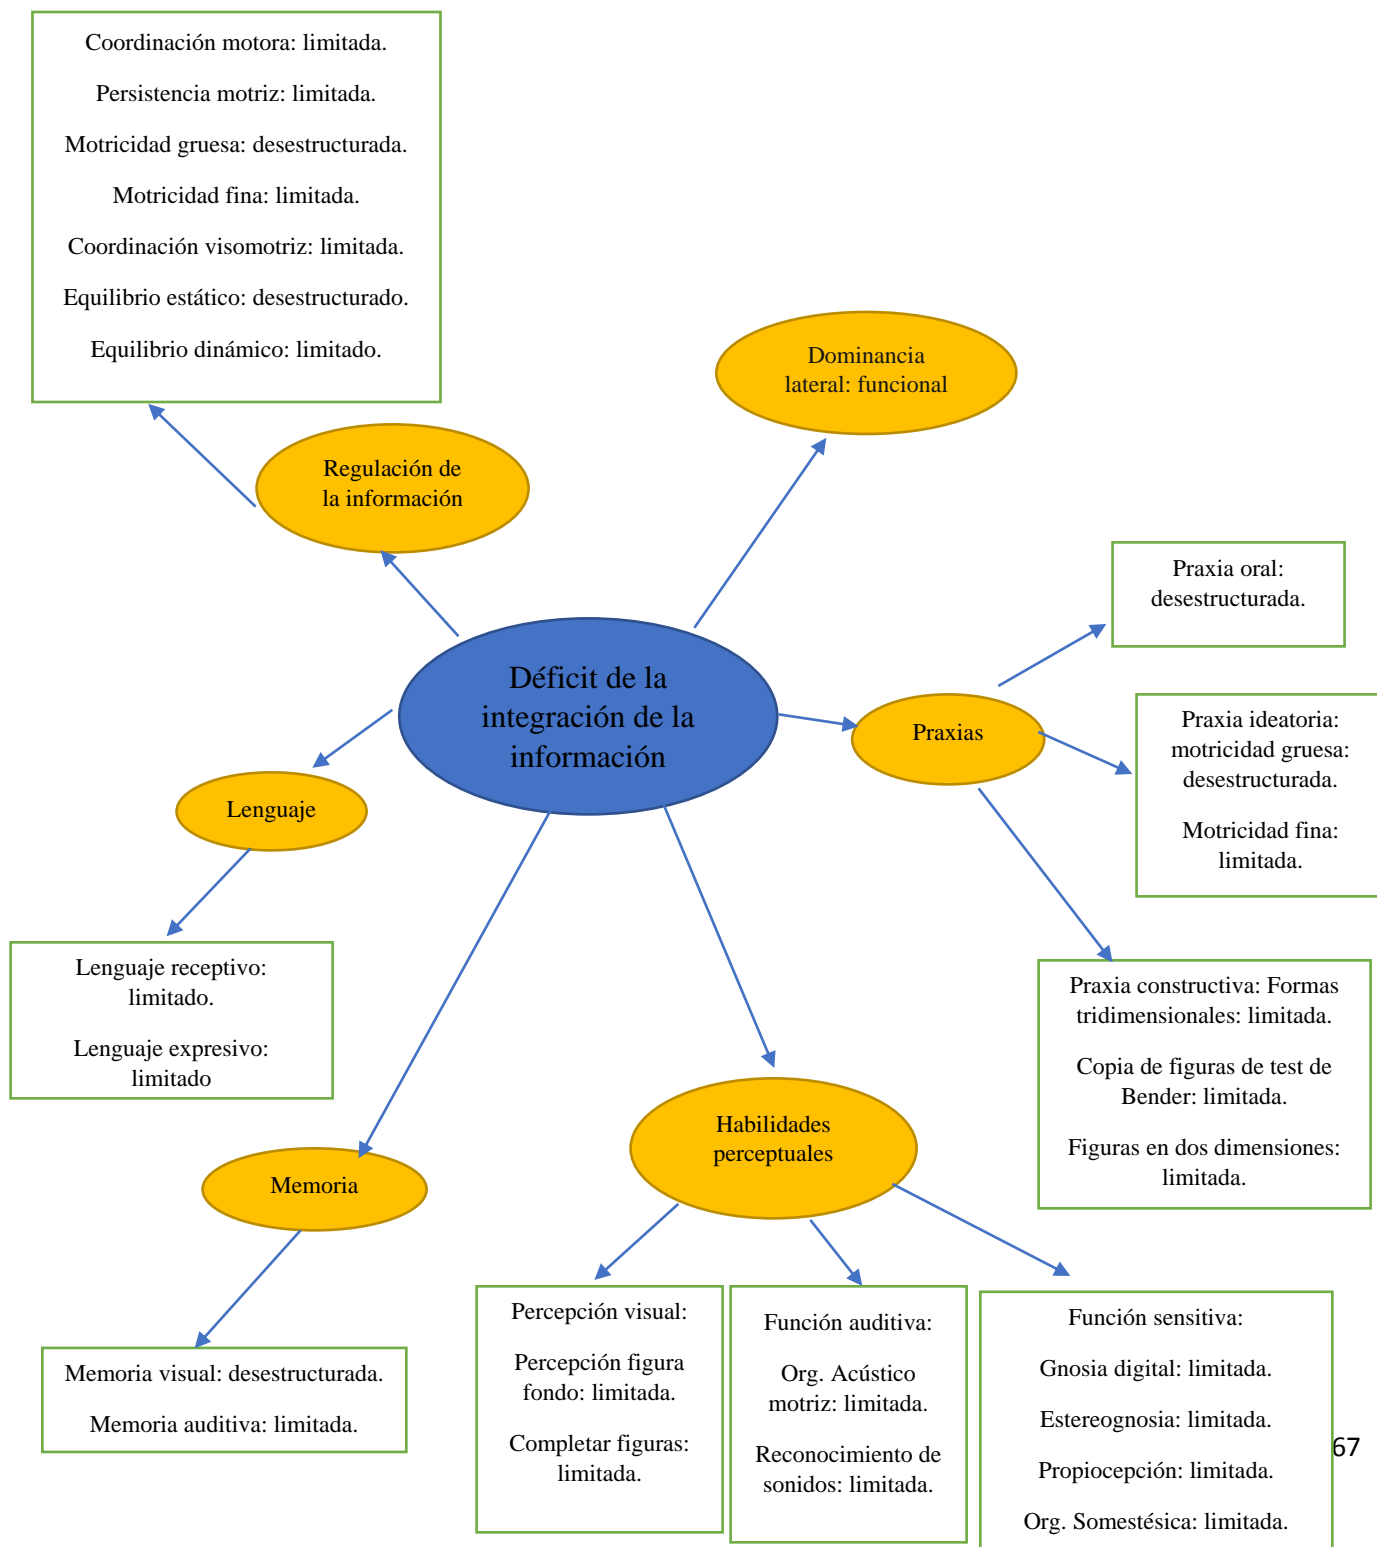 Coordinación motora: limitada.
Persistencia motriz: limitada.
Motricidad gruesa: desestructurada.
Motricidad fina: limitada.
Coordinación visomotriz: limitada.
Equilibrio estático: desestructurado.
Equilibrio dinámico: limitado.
Dominancia
lateral: funcional
Regulación de
la información
Praxia oral:
desestructurada.
Déficit de la
integración de la
información
Praxias
Praxia ideatoria:
motricidad gruesa:
desestructurada.
Motricidad fina:
limitada.
Lenguaje
Lenguaje receptivo:
limitado.
Lenguaje expresivo:
limitado
Praxia constructiva: Formas
tridimensionales: limitada.
Copia de figuras de test de
Bender: limitada.
Figuras en dos dimensiones:
limitada.
Habilidades
perceptuales
Memoria
Memoria visual: desestructurada.
Memoria auditiva: limitada.
Percepción visual:
Percepción figura
fondo: limitada.
Completar figuras:
limitada.
Función auditiva:
Org. Acústico
motriz: limitada.
Reconocimiento de
sonidos: limitada.
Función sensitiva:
Gnosia digital: limitada.
Estereognosia: limitada.
Propiocepción: limitada.
Org. Somestésica: limitada.
67